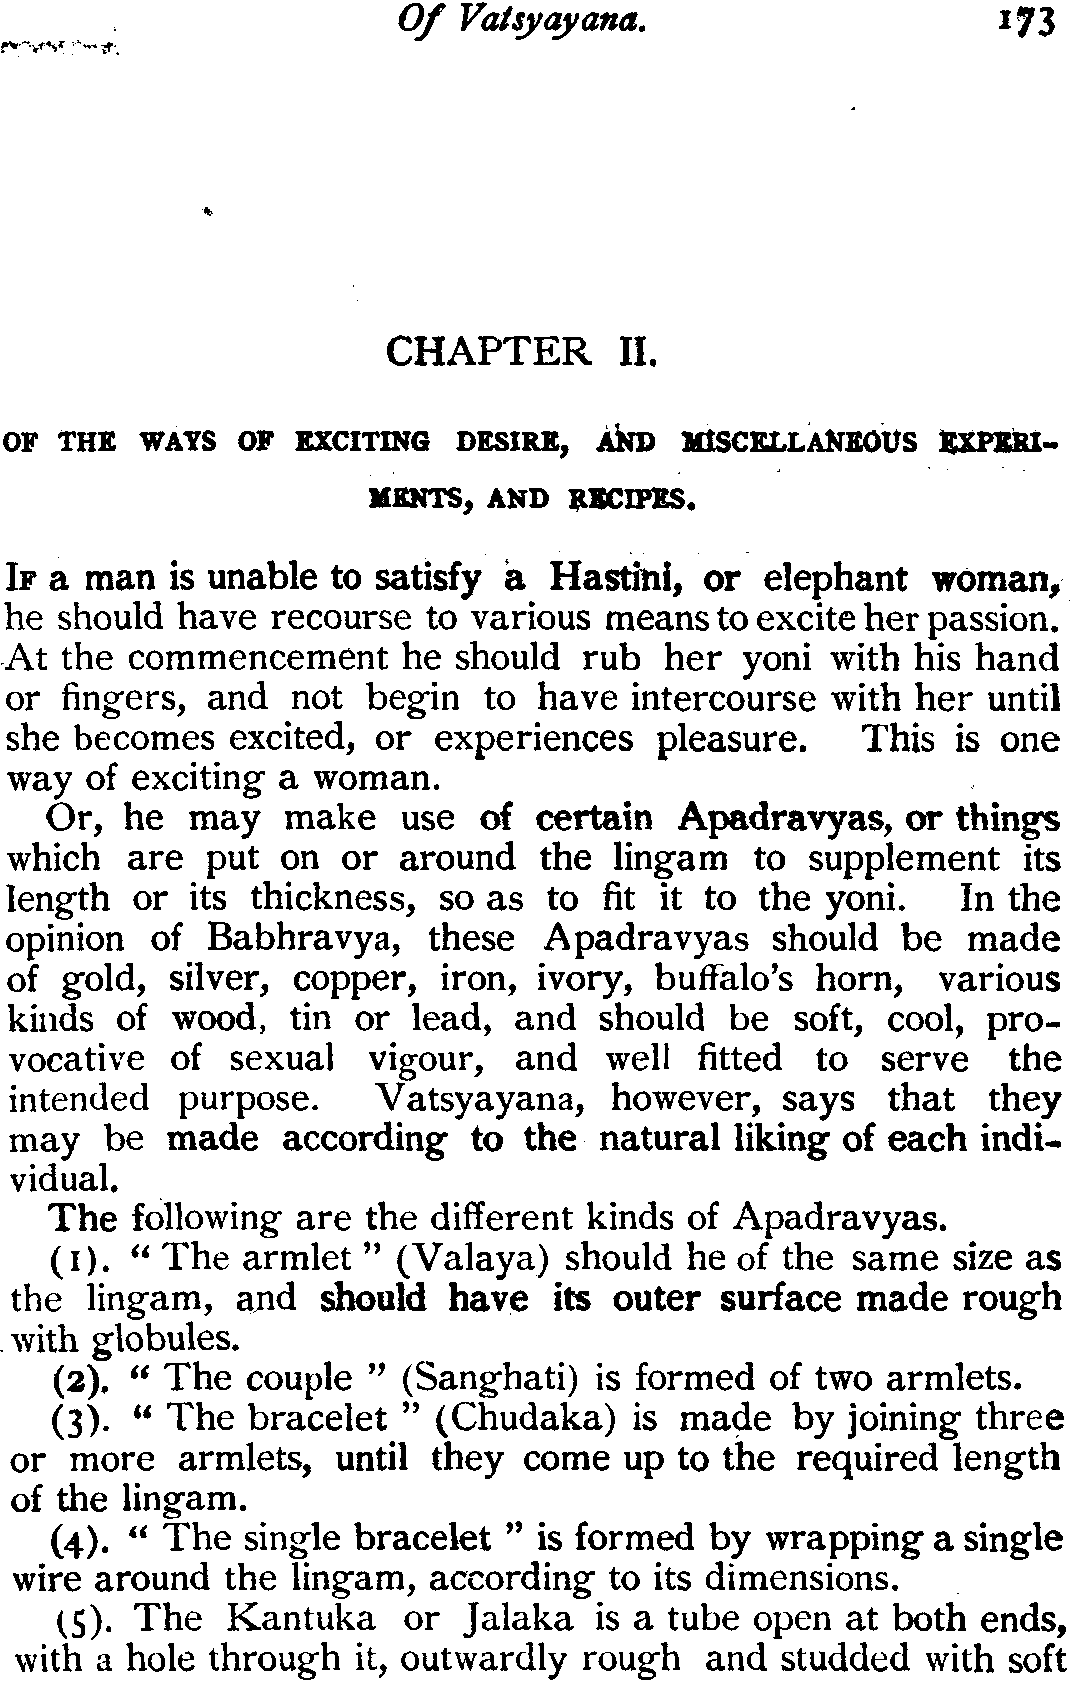 Of Vatsyayana. 173
CHAPTER II.
OF THE WAYS OF EXCITING DESIRE, AND MISCELLANEOUS EXPERI-
MENTS, AND RECIPES.
IF a man is unable to satisfy a Hastini, or elephant woman,
he should have recourse to various means to excite her passion.
At the commencement he should rub her yoni with his hand
or fingers, and not begin to have intercourse with her until
she becomes excited, or experiences pleasure. This is one
way of exciting a woman.
Or, he may make use of certain Apadravyas, or things
which are put on or around the lingam to supplement its
length or its thickness, so as to fit it to the yoni. In the
opinion of Babhravya, these Apadravyas should be made
of gold, silver, copper, iron, ivory, buffalo's horn, various
kinds of wood, tin or lead, and should be soft, cool, pro-
vocative of sexual vigour, and well fitted to serve the
intended purpose. Vatsyayana, however, says that they
may be made according to the natural liking of each indi-
vidual.
The following are the different kinds of Apadravyas.
(1). “ The armlet ” (Valaya) should he of the same size as
the lingam, and should have its outer surface made rough
with globules.
(2). “ The couple ” (Sanghati) is formed of two armlets.
(3). “ The bracelet ” (Chudaka) is made by joining three
or more armlets, until they come up to the required length
of the lingam.
(4). “ The single bracelet ” is formed by wrapping a single
wire around the lingam, according to its dimensions.
(5). The Kantuka or Jalaka is a tube open at both ends,
with a hole through it, outwardly rough and studded with soft